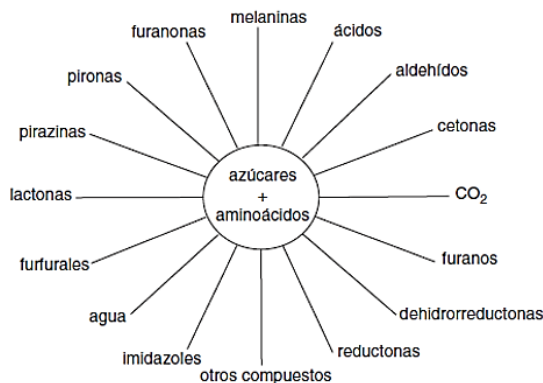 melaninas
furanonas
ácidos
pironas
aldehídos
pirazinas
cetonas
azúcares
+
aminoácidos
lactonas
CO₂
furfurales
furanos
agua
dehidrorreductonas
imidazoles
reductonas
otros compuestos